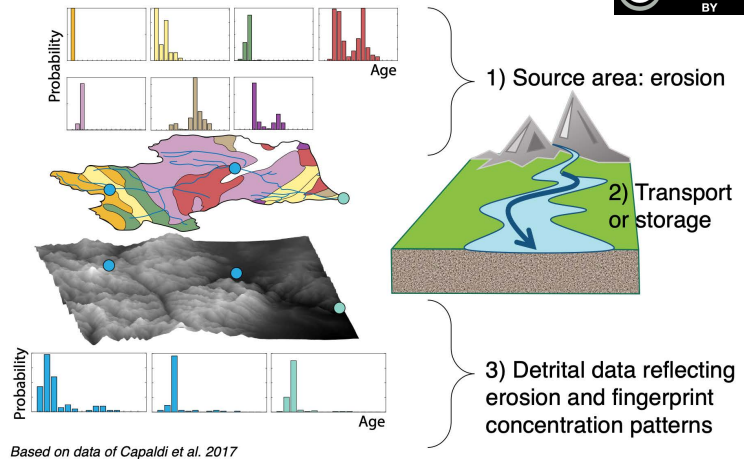 BY
Probability
Age
1) Source area: erosion
2) Transport
or storage
Probability
Age
3) Detrital data reflecting
erosion and fingerprint
concentration patterns
Based on data of Capaldi et al. 2017